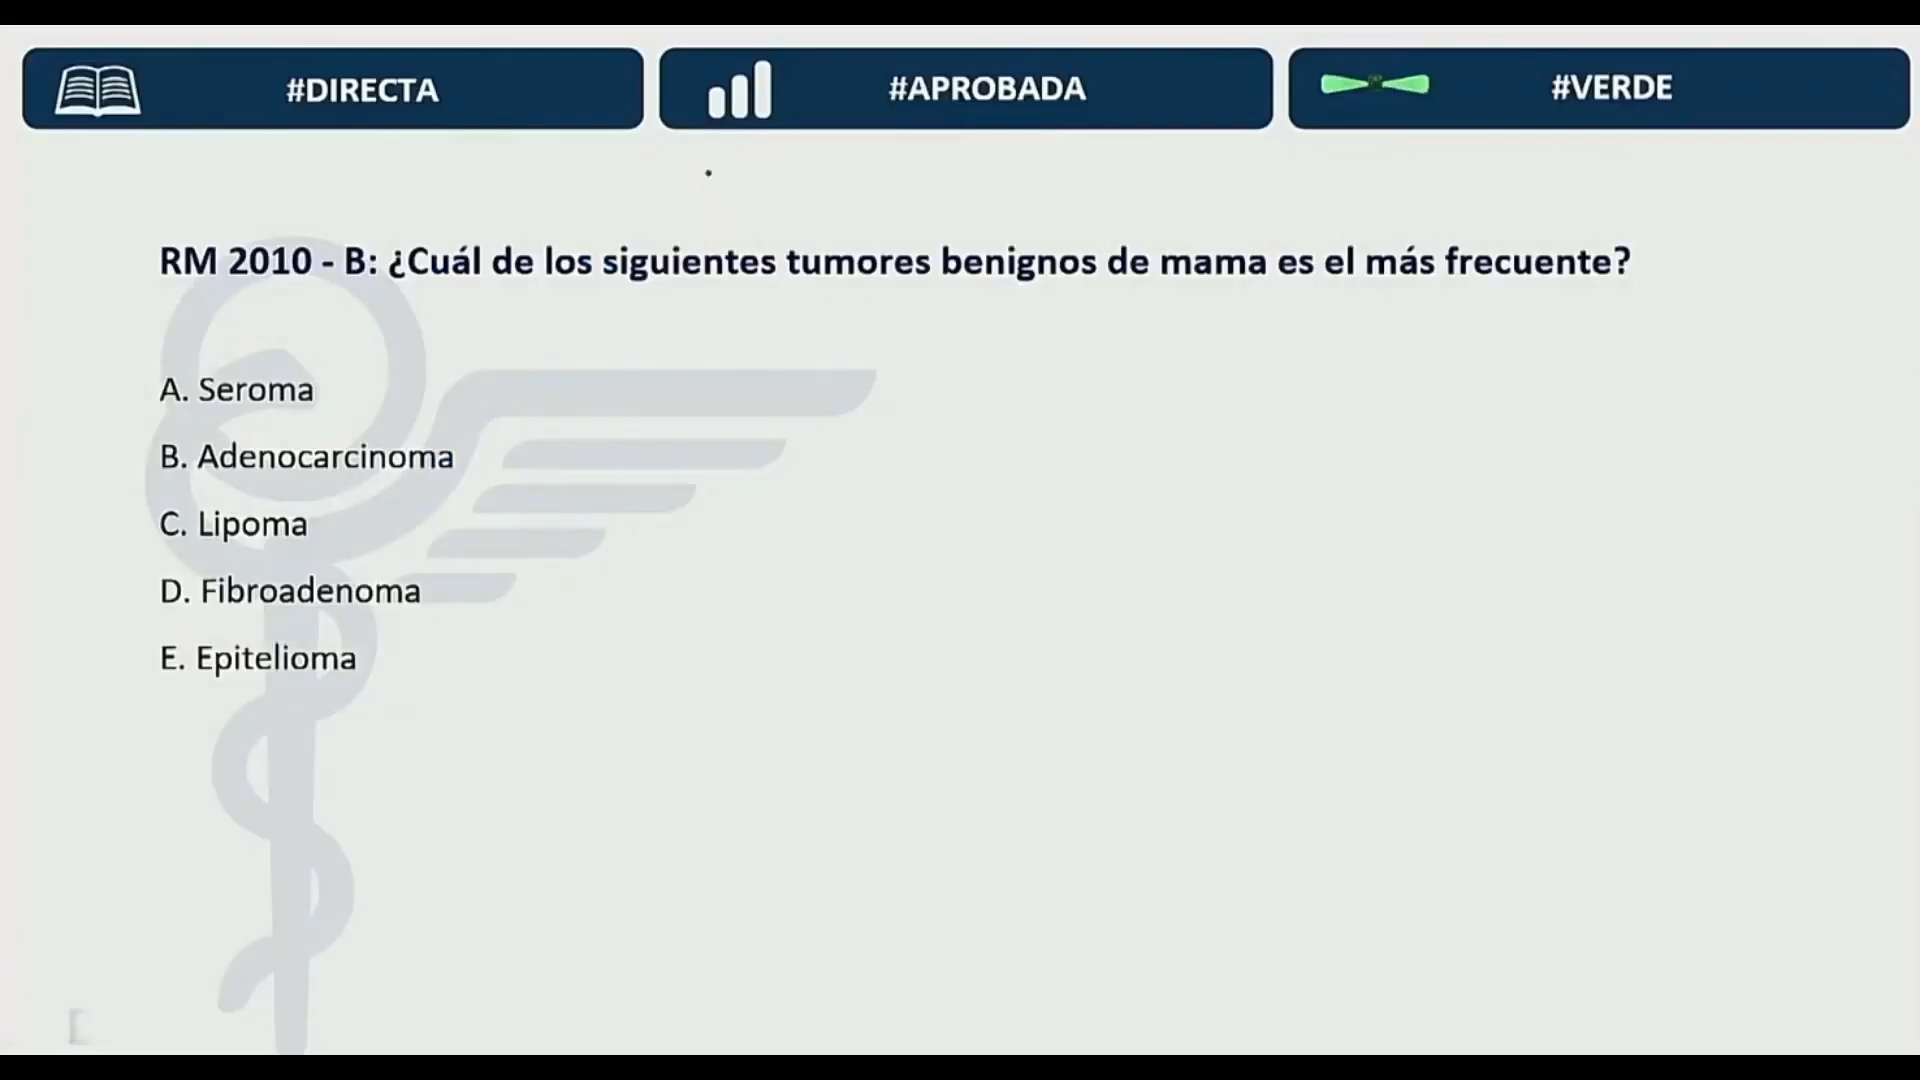 #DIRECTA
#APROBADA
#VERDE
RM 2010 - B: ¿Cuál de los siguientes tumores benignos de mama es el más frecuente?
A. Seroma
B. Adenocarcinoma
C. Lipoma
D. Fibroadenoma
E. Epitelioma